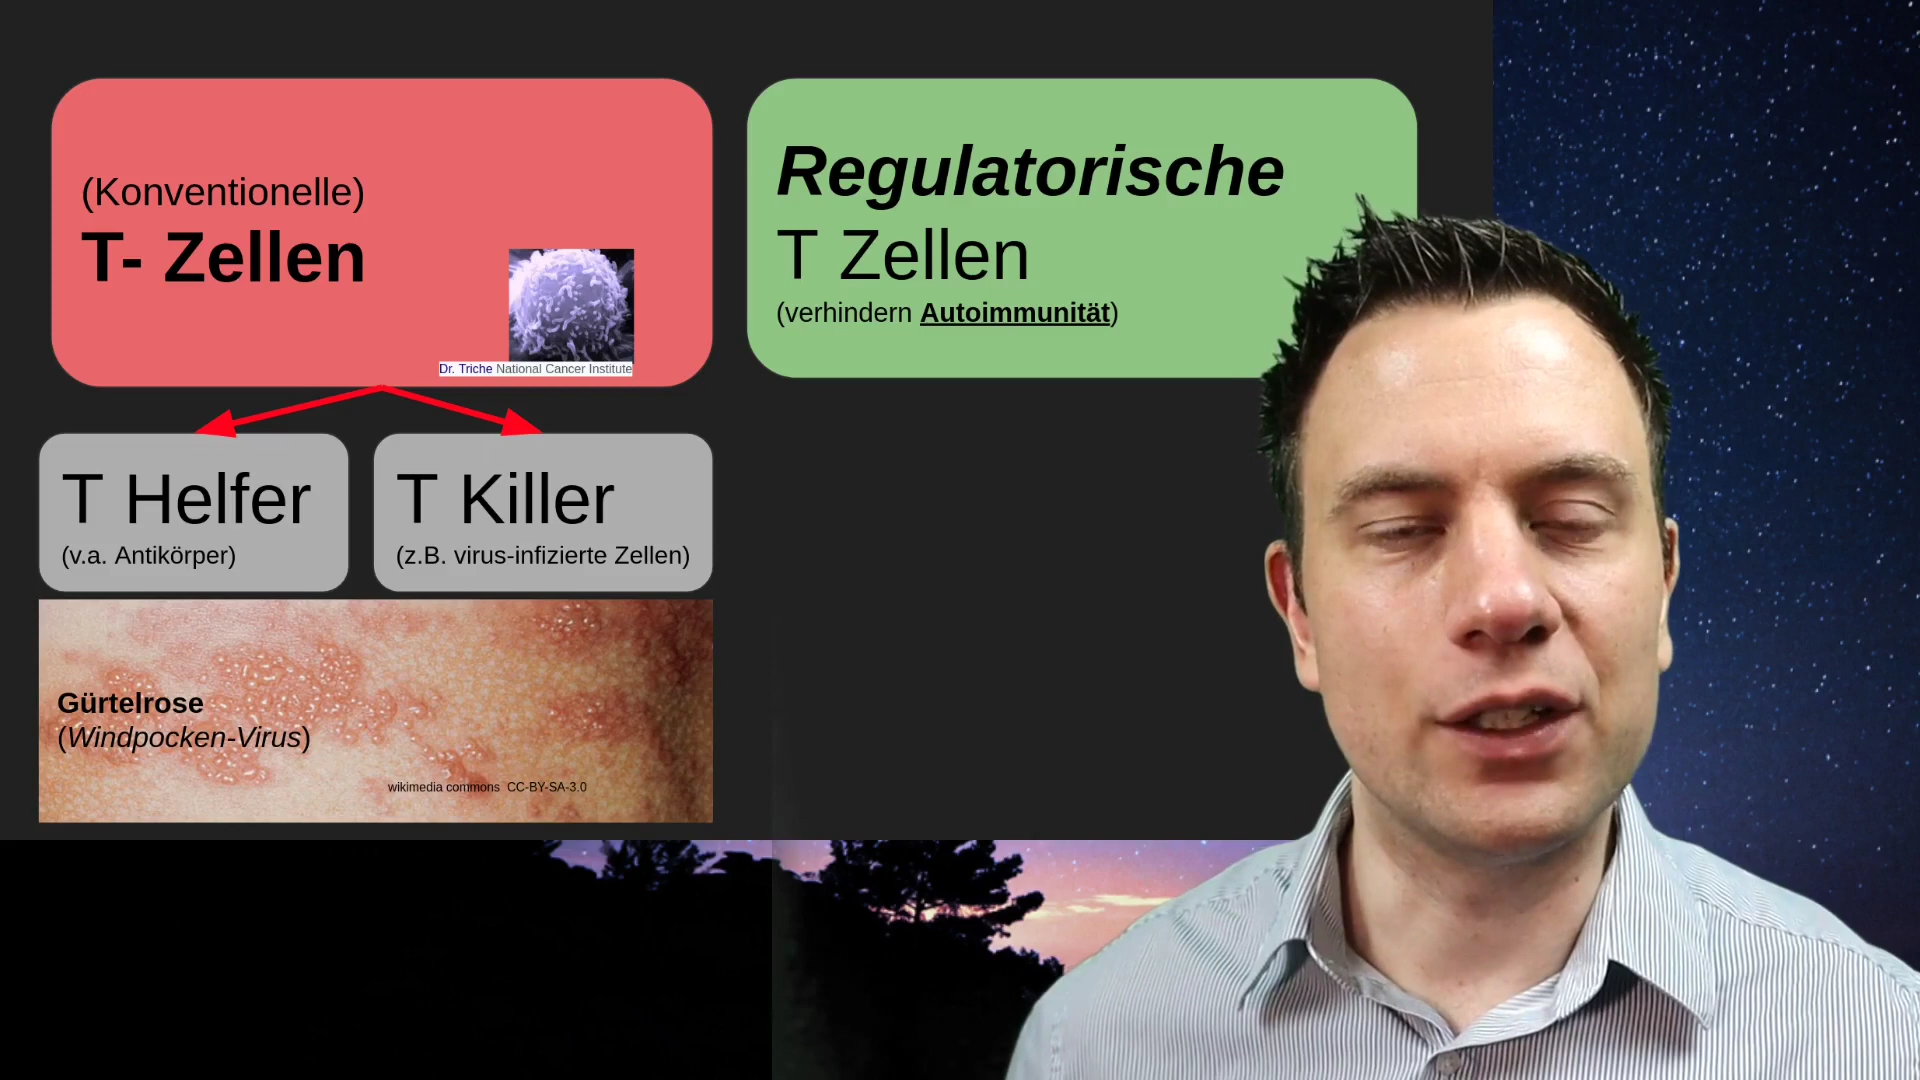 (Konventionelle)
T- Zellen
Dr. Triche National Cancer Institute
Regulatorische
T Zellen
(verhindern Autoimmunität)
T Helfer
(v.a. Antikörper)
T Killer
(z.B. virus-infizierte Zellen)
Gürtelrose
(Windpocken-Virus)
wikimedia commons CC-BY-SA-3.0